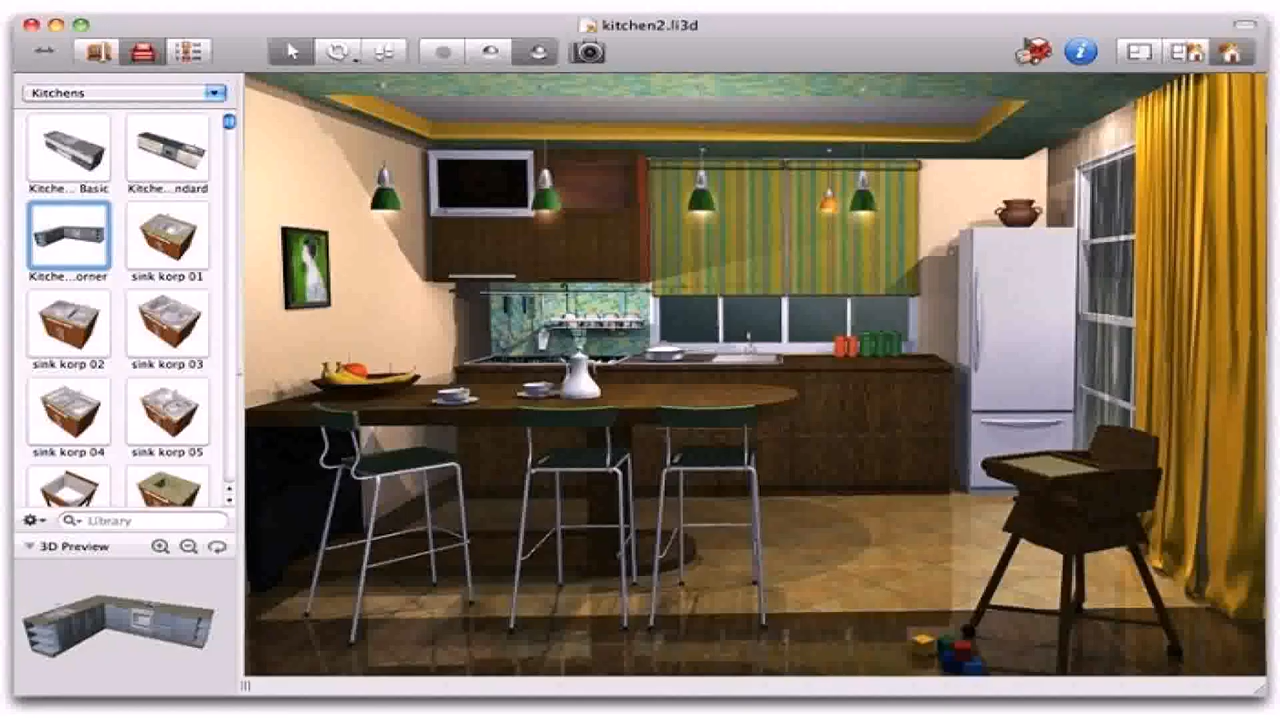 kitchen2.li3d
Kitchens
Kitche... Basic
Kitche...ndard
Kitche...orner
sink korp 01
sink korp 02
sink korp 03
sink korp 04
sink korp 05
Library
3D Preview